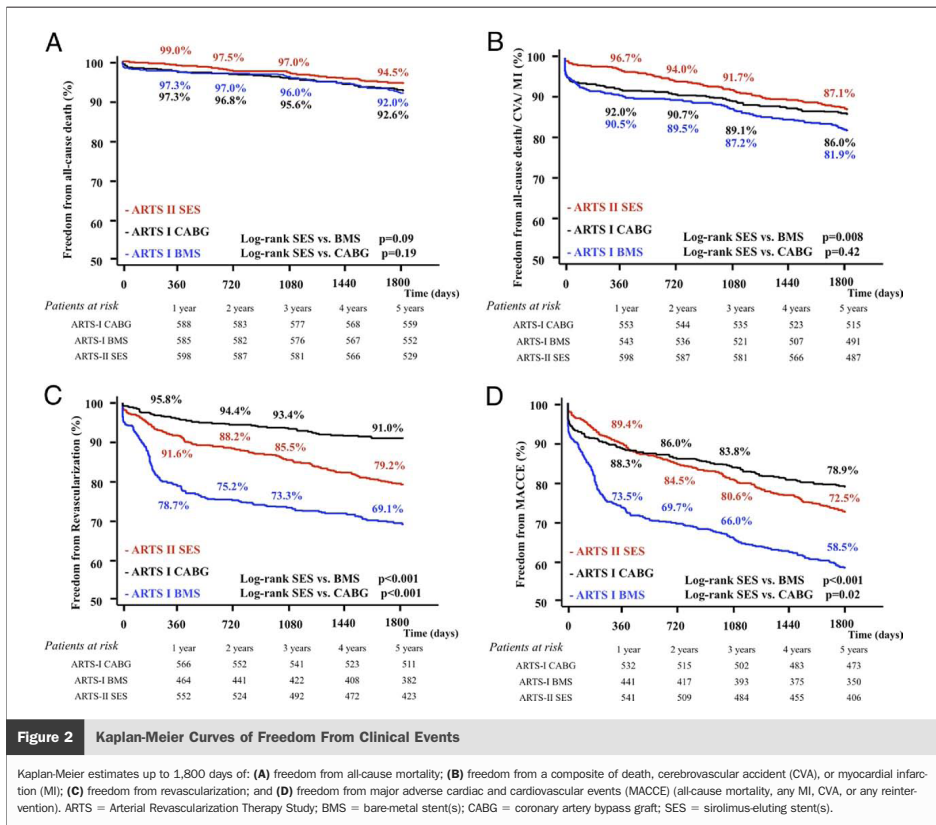 A
Freedom from all-cause death (%)
100
90
80
70
60
50
99.0%
97.5%
97.0%
94.5%
97.3%
97.0%
96.0%
92.0%
97.3%
96.8%
95.6%
92.6%
- ARTS II SES
- ARTS I CABG
- ARTS I BMS
Log-rank SES vs. BMS p=0.09
Log-rank SES vs. CABG p=0.19
0 360 720 1080 1440 1800
Time (days)
Patients at risk 1 year 2 years 3 years 4 years 5 years
ARTS-I CABG 588 583 577 568 559
ARTS-I BMS 585 582 576 567 552
ARTS-II SES 598 587 581 566 529
B
Freedom from all-cause death/ CVA/ MI (%)
100
90
80
70
60
50
96.7%
94.0%
91.7%
87.1%
92.0%
90.7%
89.1%
86.0%
90.5%
89.5%
87.2%
81.9%
- ARTS II SES
- ARTS I CABG
- ARTS I BMS
Log-rank SES vs. BMS p=0.008
Log-rank SES vs. CABG p=0.42
0 360 720 1080 1440 1800
Time (days)
Patients at risk 1 year 2 years 3 years 4 years 5 years
ARTS-I CABG 553 544 535 523 515
ARTS-I BMS 543 536 521 507 491
ARTS-II SES 598 587 581 566 487
C
Freedom from Revascularization (%)
100
90
80
70
60
50
95.8%
94.4%
93.4%
91.0%
91.6%
88.2%
85.5%
79.2%
78.7%
75.2%
73.3%
69.1%
- ARTS II SES
- ARTS I CABG
- ARTS I BMS
Log-rank SES vs. BMS p<0.001
Log-rank SES vs. CABG p<0.001
0 360 720 1080 1440 1800
Time (days)
Patients at risk 1 year 2 years 3 years 4 years 5 years
ARTS-I CABG 566 552 541 523 511
ARTS-I BMS 464 441 422 408 382
ARTS-II SES 552 524 492 472 423
D
Freedom from MACCE (%)
100
90
80
70
60
50
89.4%
86.0%
83.8%
78.9%
88.3%
84.5%
80.6%
72.5%
73.5%
69.7%
66.0%
58.5%
- ARTS II SES
- ARTS I CABG
- ARTS I BMS
Log-rank SES vs. BMS p<0.001
Log-rank SES vs. CABG p=0.02
0 360 720 1080 1440 1800
Time (days)
Patients at risk 1 year 2 years 3 years 4 years 5 years
ARTS-I CABG 532 515 502 483 473
ARTS-I BMS 441 417 393 375 350
ARTS-II SES 541 509 484 455 406
Figure 2 Kaplan-Meier Curves of Freedom From Clinical Events
Kaplan-Meier estimates up to 1,800 days of: (A) freedom from all-cause mortality; (B) freedom from a composite of death, cerebrovascular accident (CVA), or myocardial infarc-
tion (MI); (C) freedom from revascularization; and (D) freedom from major adverse cardiac and cardiovascular events (MACCE) (all-cause mortality, any MI, CVA, or any reinter-
vention). ARTS = Arterial Revascularization Therapy Study; BMS = bare-metal stent(s); CABG = coronary artery bypass graft; SES = sirolimus-eluting stent(s).